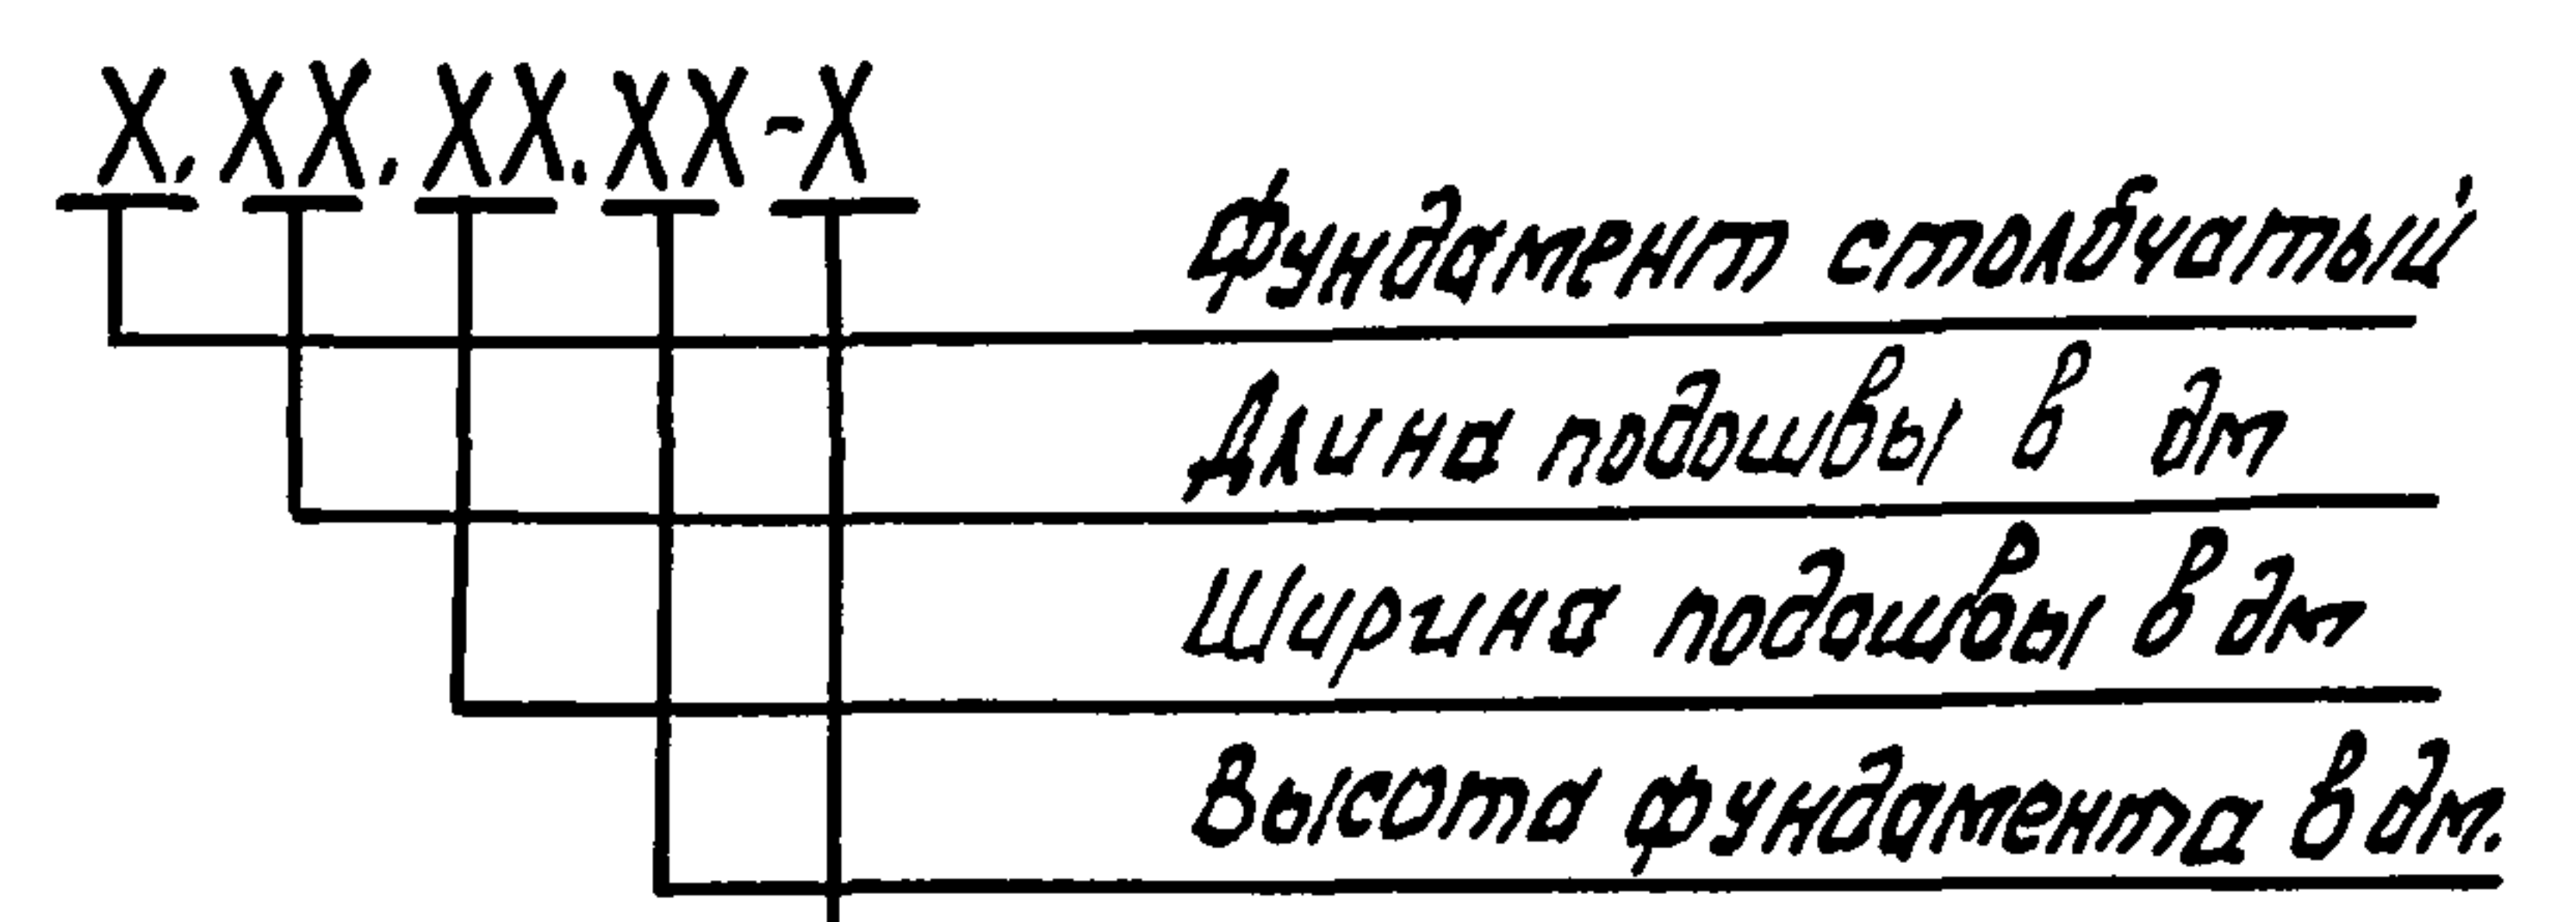 X.XX.XX.XX-X
Фундамент столбчатый
Длина подошвы в дм
Ширина подошвы в дм
Высота фундамента в дм.